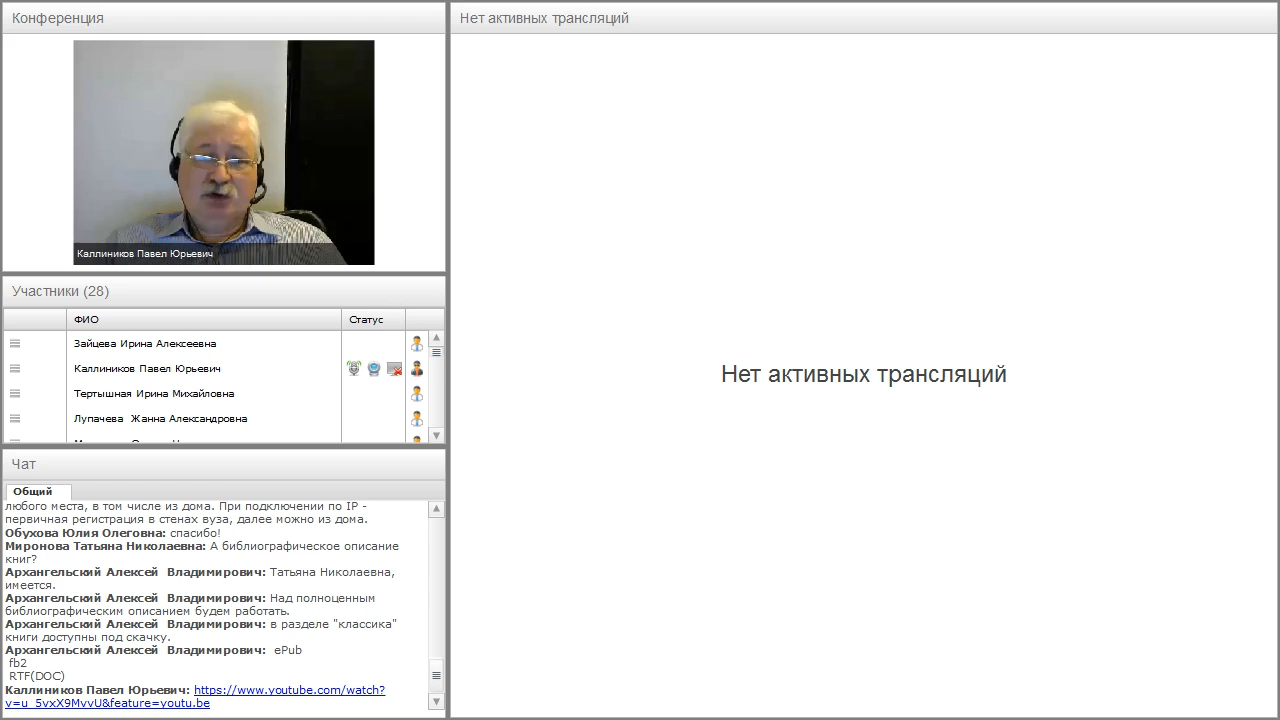 Конференция
Каллиников Павел Юрьевич
Участники (28)
ФИО Статус
Зайцева Ирина Алексеевна
Каллиников Павел Юрьевич
Тертышная Ирина Михайловна
Лупачева Жанна Александровна
Чат
Общий
любого места, в том числе из дома. При подключении по IP -
первичная регистрация в стенах вуза, далее можно из дома.
Обухова Юлия Олеговна: спасибо!
Миронова Татьяна Николаевна: А библиографическое описание
книг?
Архангельский Алексей Владимирович: Татьяна Николаевна,
имеется.
Архангельский Алексей Владимирович: Над полноценным
библиографическим описанием будем работать.
Архангельский Алексей Владимирович: в разделе "классика"
книги доступны под скачку.
Архангельский Алексей Владимирович: ePub
fb2
RTF(DOC)
Каллиников Павел Юрьевич: https://www.youtube.com/watch?
v=u_5vxX9MvvU&feature=youtu.be
Нет активных трансляций
Нет активных трансляций